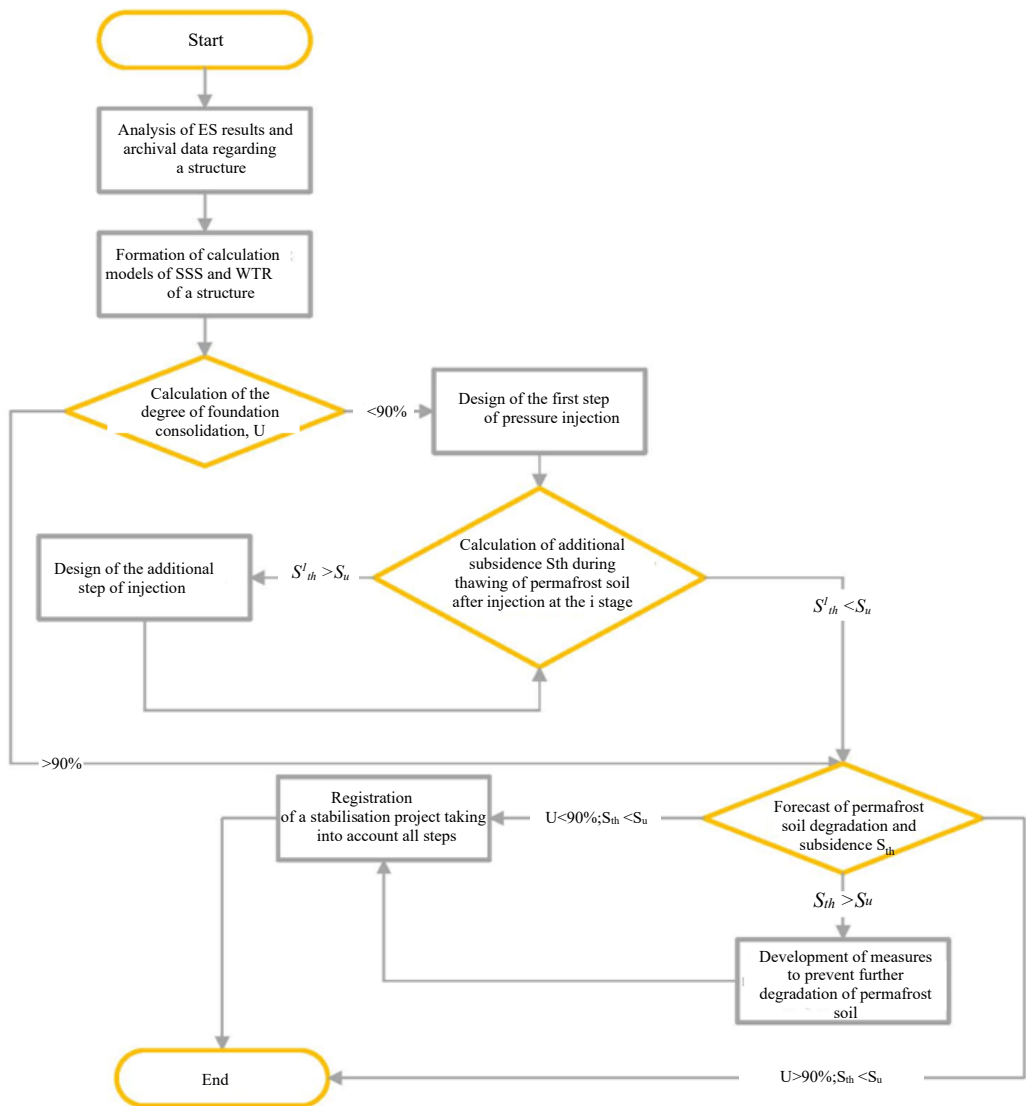 Start
Analysis of ES results and
archival data regarding
a structure
Formation of calculation
models of SSS and WTR
of a structure
Calculation of the
degree of foundation
consolidation, U
<90%
Design of the first step
of pressure injection
Calculation of additional
subsidence Sth during
thawing of permafrost soil
after injection at the i stage
S¹th >Su
Design of the additional
step of injection
S¹th <Su
>90%
Forecast of permafrost
soil degradation and
subsidence Sth
U<90%;Sth <Su
Registration
of a stabilisation project taking
into account all steps
Sth >Su
Development of measures
to prevent further
degradation of permafrost
soil
U>90%;Sth <Su
End